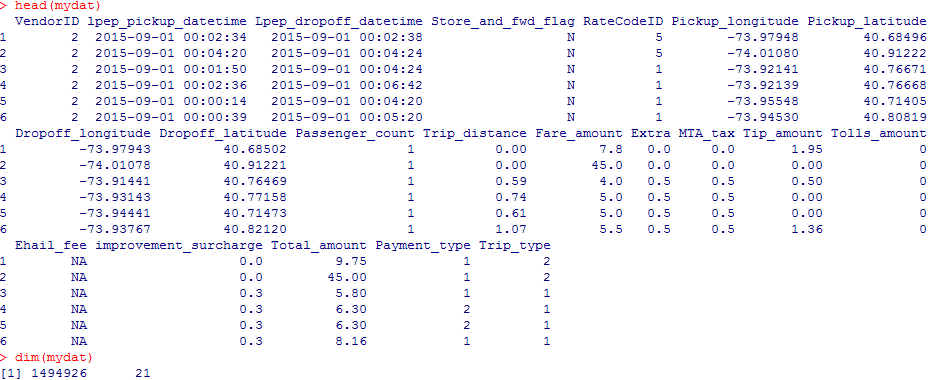 > head(mydat)
VendorID lpep_pickup_datetime Lpep_dropoff_datetime Store_and_fwd_flag RateCodeID Pickup_longitude Pickup_latitude
1 2 2015-09-01 00:02:34 2015-09-01 00:02:38 N 5 -73.97948 40.68496
2 2 2015-09-01 00:04:20 2015-09-01 00:04:24 N 5 -74.01080 40.91222
3 2 2015-09-01 00:01:50 2015-09-01 00:04:24 N 1 -73.92141 40.76671
4 2 2015-09-01 00:02:36 2015-09-01 00:06:42 N 1 -73.92139 40.76668
5 2 2015-09-01 00:00:14 2015-09-01 00:04:20 N 1 -73.95548 40.71405
6 2 2015-09-01 00:00:39 2015-09-01 00:05:20 N 1 -73.94530 40.80819
Dropoff_longitude Dropoff_latitude Passenger_count Trip_distance Fare_amount Extra MTA_tax Tip_amount Tolls_amount
1 -73.97943 40.68502 1 0.00 7.8 0.0 0.0 1.95 0
2 -74.01078 40.91221 1 0.00 45.0 0.0 0.0 0.00 0
3 -73.91441 40.76469 1 0.59 4.0 0.5 0.5 0.50 0
4 -73.93143 40.77158 1 0.74 5.0 0.5 0.5 0.00 0
5 -73.94441 40.71473 1 0.61 5.0 0.5 0.5 0.00 0
6 -73.93767 40.82120 1 1.07 5.5 0.5 0.5 1.36 0
Ehail_fee improvement_surcharge Total_amount Payment_type Trip_type
1 NA 0.0 9.75 1 2
2 NA 0.0 45.00 1 2
3 NA 0.3 5.80 1 1
4 NA 0.3 6.30 2 1
5 NA 0.3 6.30 2 1
6 NA 0.3 8.16 1 1
> dim(mydat)
[1] 1494926 21